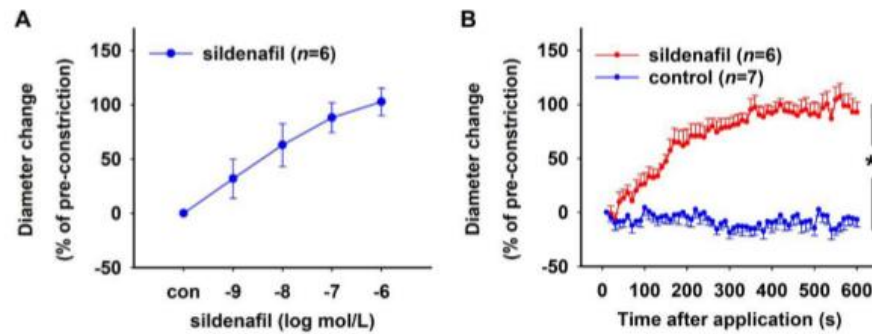 A
Diameter change
(% of pre-constriction)
150
100
50
0
-50
sildenafil (n=6)
con -9 -8 -7 -6
sildenafil (log mol/L)
B
Diameter change
(% of pre-constriction)
150
100
50
0
-50
sildenafil (n=6)
control (n=7)
*
0 100 200 300 400 500 600
Time after application (s)